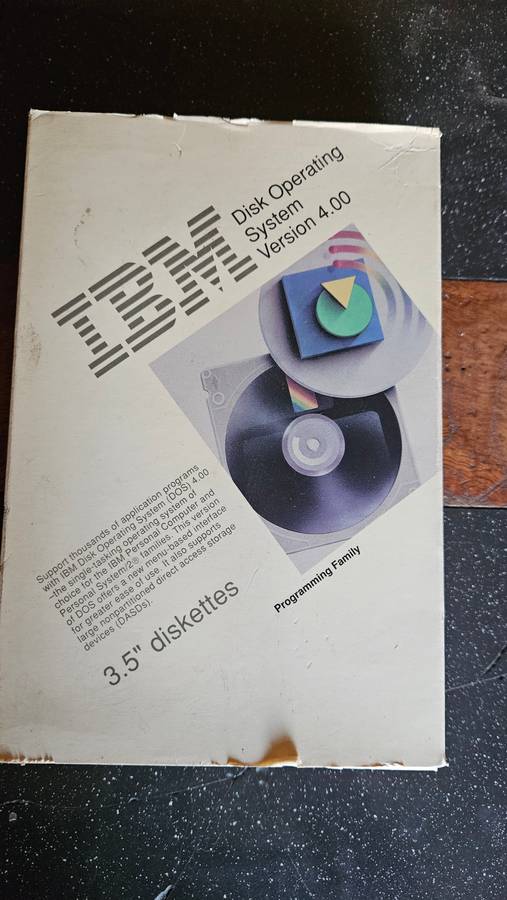 IBM
Disk Operating
System
Version 4.00
Support thousands of application programs
with IBM Disk Operating System (DOS) 4.00
—the single-tasking operating system of
choice for the IBM Personal Computer and
Personal System/2® families. This version
of DOS offers a new menu-based interface
for greater ease of use. It also supports
large nonpartitioned direct access storage
devices (DASDs).
3.5" diskettes
Programming Family